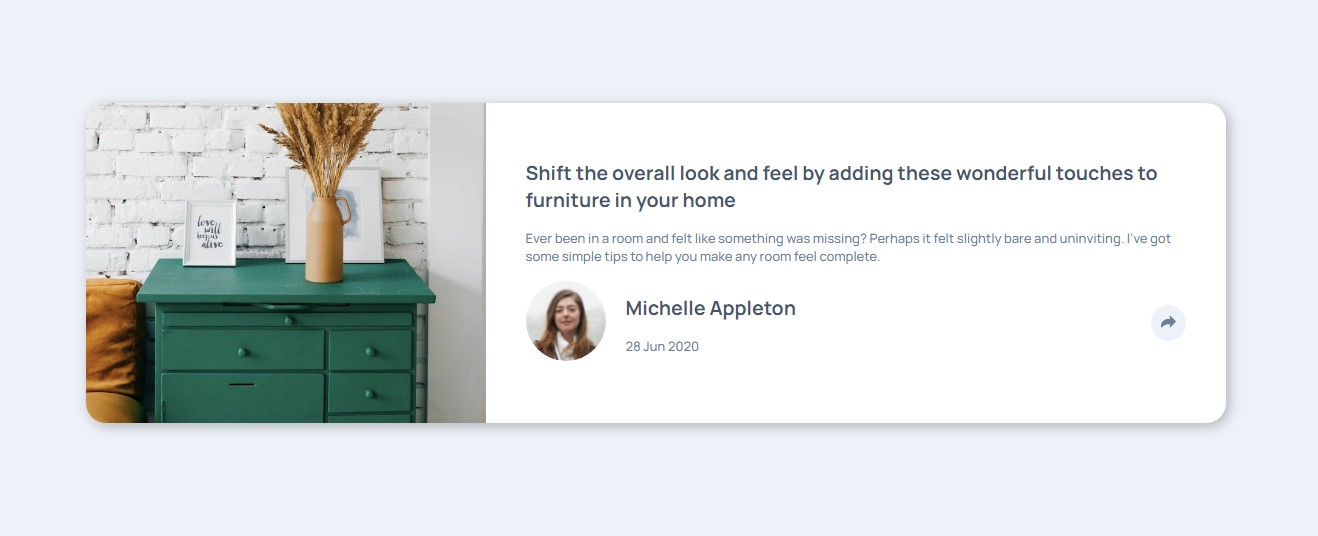 love
will
keep us
alive
Shift the overall look and feel by adding these wonderful touches to
furniture in your home
Ever been in a room and felt like something was missing? Perhaps it felt slightly bare and uninviting. I've got
some simple tips to help you make any room feel complete.
Michelle Appleton
28 Jun 2020